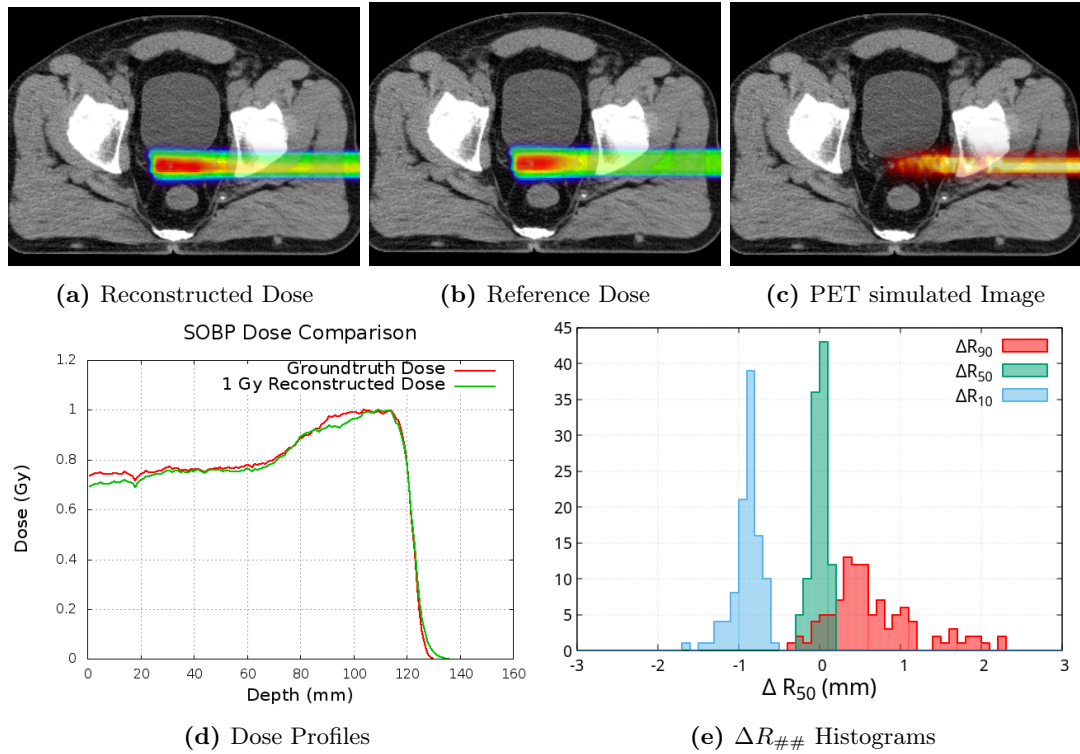 (a) Reconstructed Dose
(b) Reference Dose
(c) PET simulated Image
SOBP Dose Comparison
Groundtruth Dose
1 Gy Reconstructed Dose
1.2
1
0.8
0.6
0.4
0.2
0
Dose (Gy)
0 20 40 60 80 100 120 140 160
Depth (mm)
(d) Dose Profiles
45
40
35
30
25
20
15
10
5
0
ΔR90
ΔR50
ΔR10
-3 -2 -1 0 1 2 3
Δ R50 (mm)
(e) ΔR## Histograms